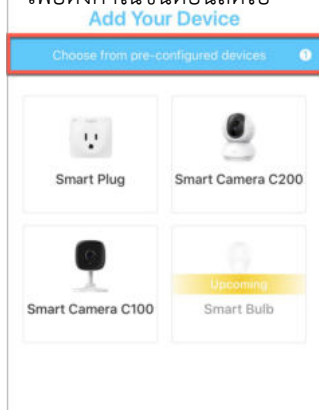 Add Your Device
Choose from pre-configured devices 1
Smart Plug
Smart Camera C200
Smart Camera C100
Upcoming
Smart Bulb